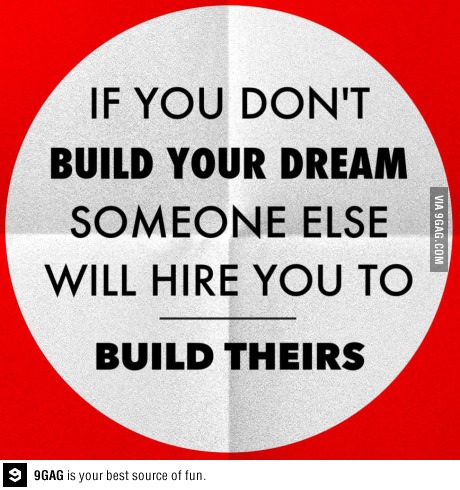 IF YOU DON'T
BUILD YOUR DREAM
SOMEONE ELSE
WILL HIRE YOU TO
BUILD THEIRS
VIA 9GAG.COM
9GAG is your best source of fun.